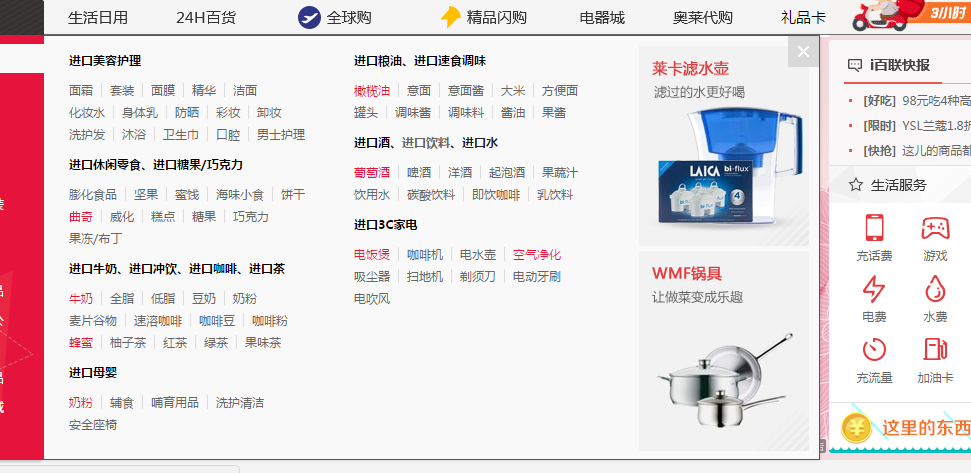 生活日用 24H百货 全球购 精品闪购 电器城 奥莱代购 礼品卡 3小时
进口美容护理
面霜 套装 面膜 精华 洁面
化妆水 身体乳 防晒 彩妆 卸妆
洗护发 沐浴 卫生巾 口腔 男士护理
进口休闲零食、进口糖果/巧克力
膨化食品 坚果 蜜饯 海味小食 饼干
曲奇 威化 糕点 糖果 巧克力
果冻/布丁
进口牛奶、进口冲饮、进口咖啡、进口茶
牛奶 全脂 低脂 豆奶 奶粉
麦片谷物 速溶咖啡 咖啡豆 咖啡粉
蜂蜜 柚子茶 红茶 绿茶 果味茶
进口母婴
奶粉 辅食 哺育用品 洗护清洁
安全座椅
进口粮油、进口速食调味
橄榄油 意面 意面酱 大米 方便面
罐头 调味酱 调味料 酱油 果酱
进口酒、进口饮料、进口水
葡萄酒 啤酒 洋酒 起泡酒 果蔬汁
饮用水 碳酸饮料 即饮咖啡 乳饮料
进口3C家电
电饭煲 咖啡机 电水壶 空气净化
吸尘器 扫地机 剃须刀 电动牙刷
电吹风
莱卡滤水壶
滤过的水更好喝
LAICA bi-flux
bi-flux
4
WMF锅具
让做菜变成乐趣
i百联快报
[好吃] 98元吃4种高
[限时] YSL兰蔻1.8折
[快抢] 这儿的商品都
生活服务
充话费 游戏
电费 水费
充流量 加油卡
这里的东西